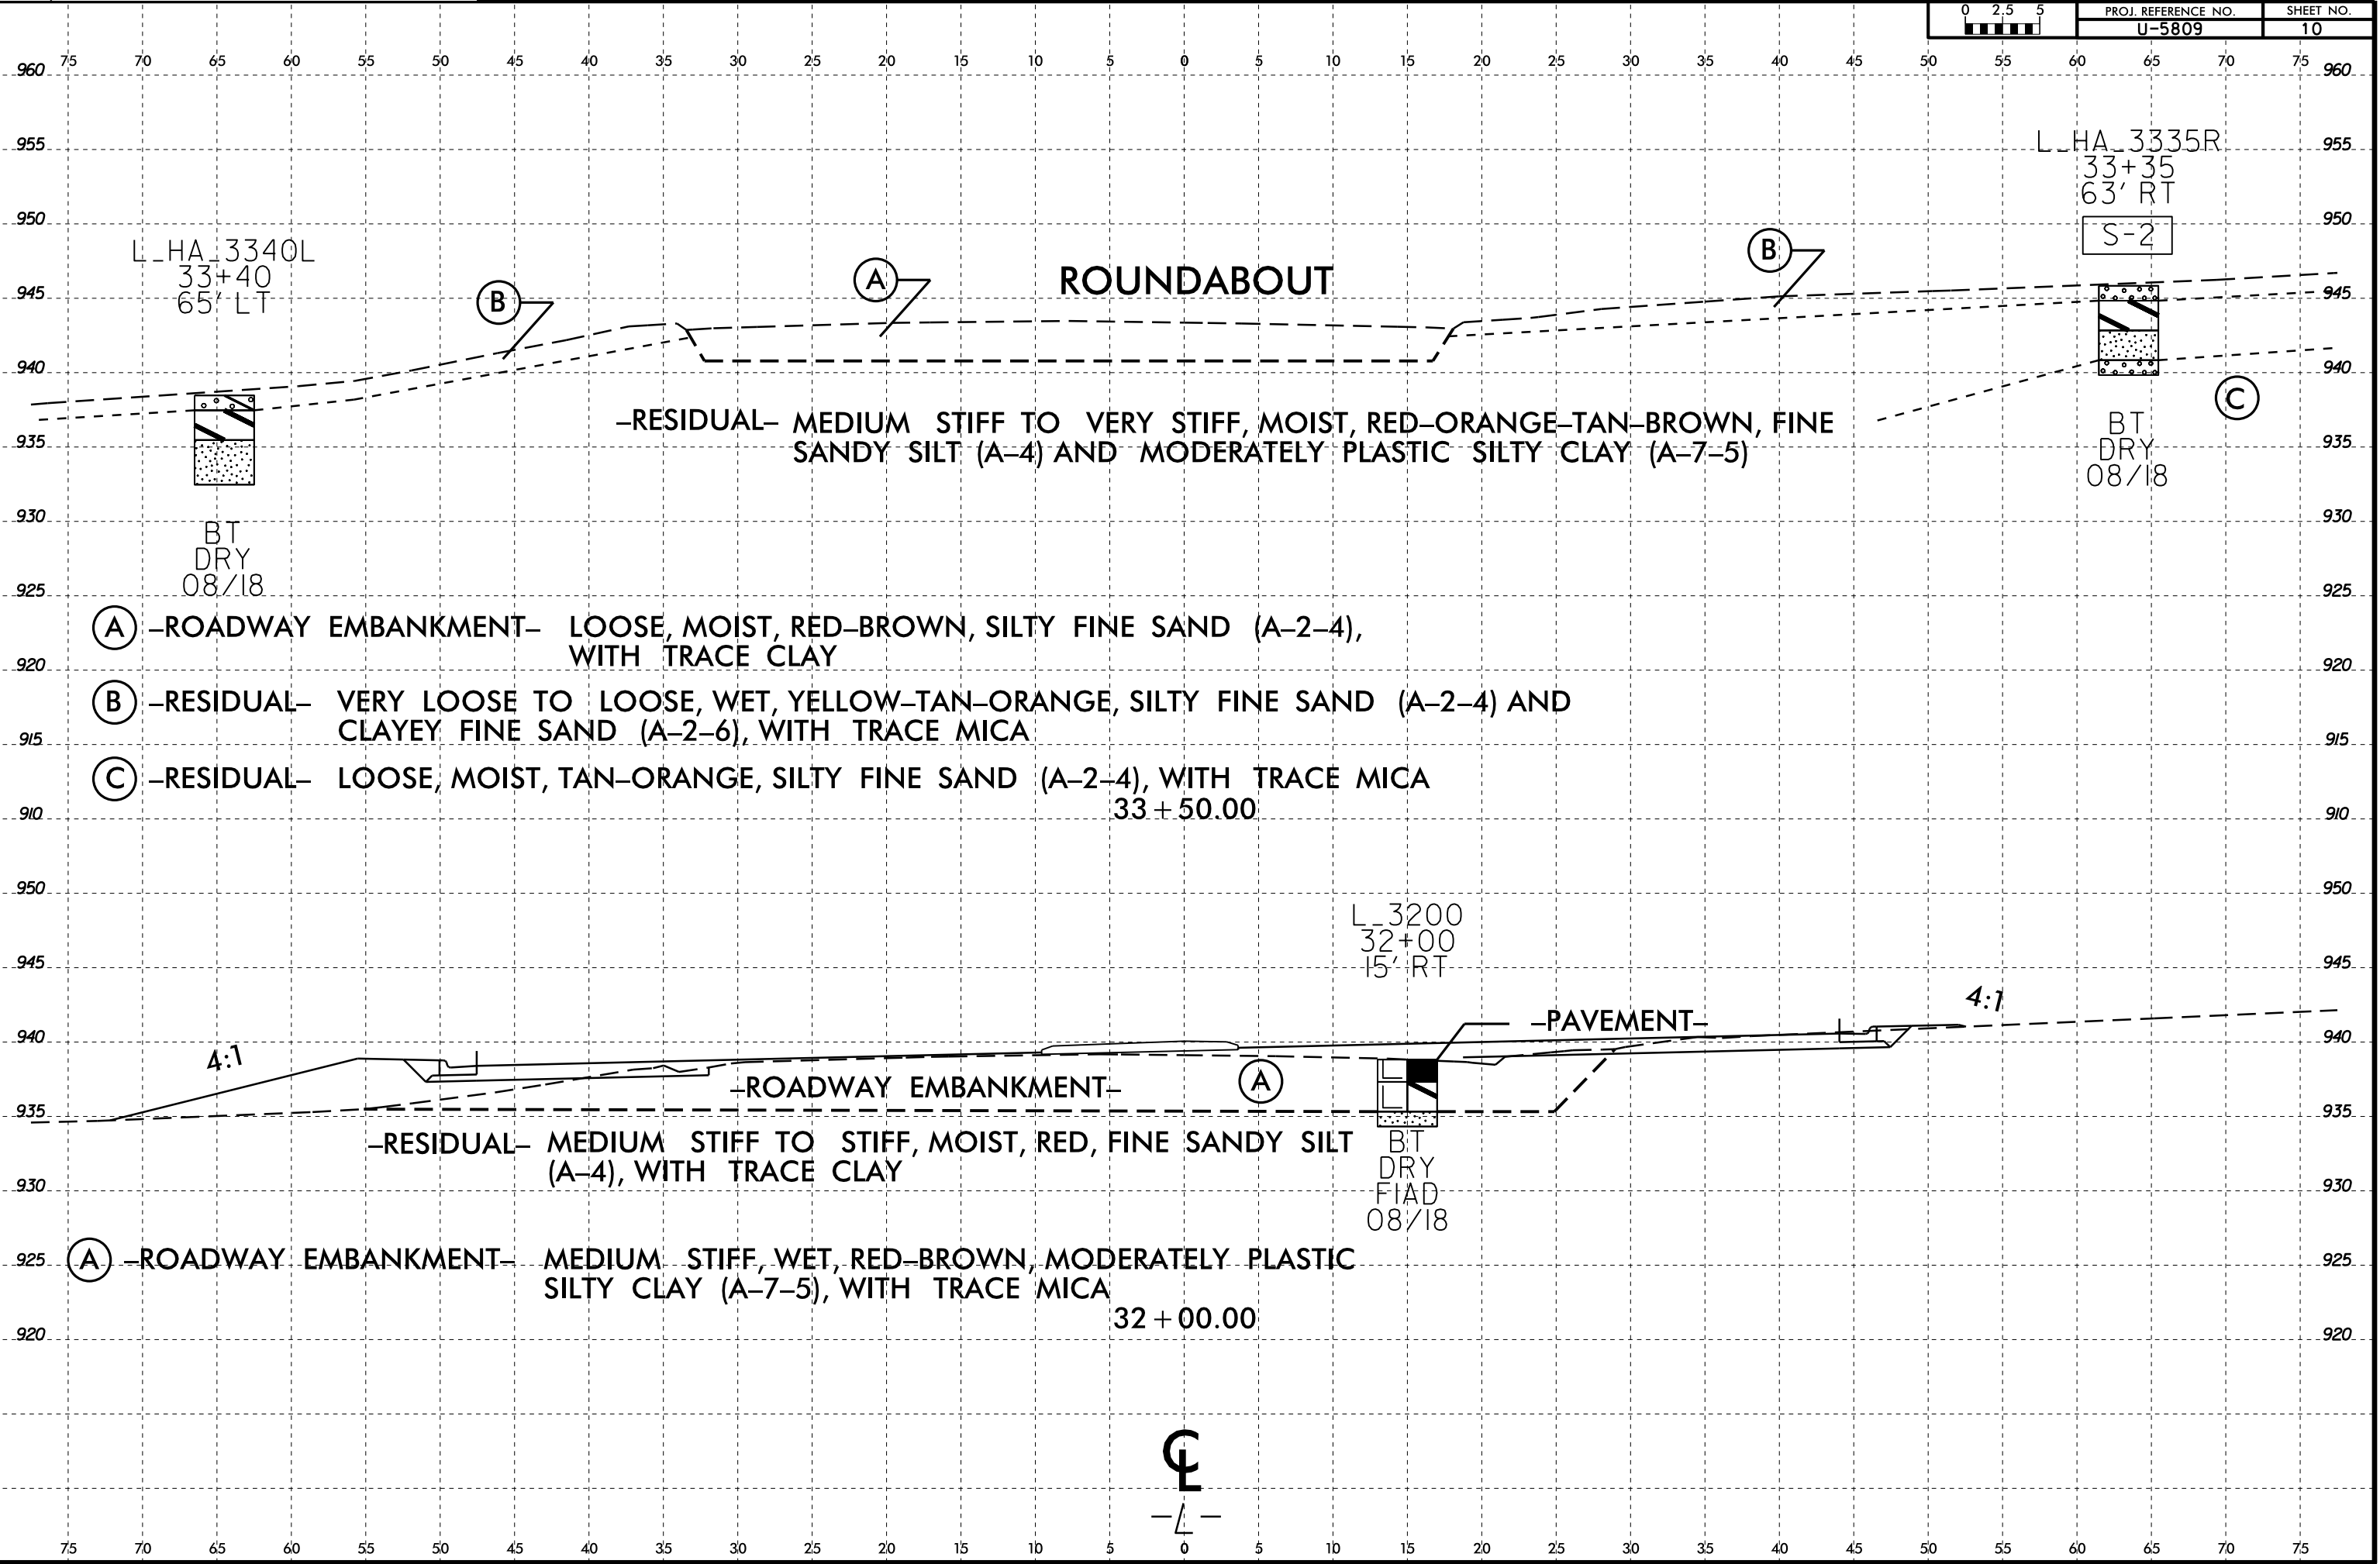 0 2.5 5
PROJ. REFERENCE NO.
SHEET NO.
U-5809
10
75 70 65 60 55 50 45 40 35 30 25 20 15 10 5 0 5 10 15 20 25 30 35 40 45 50 55 60 65 70 75
960 960
955 955
L_HA_3335R
33+35
63' RT
950 950
S-2
L_HA_3340L
33+40
65' LT
B
A
ROUNDABOUT
B
945 945
940 940
C
–RESIDUAL– MEDIUM STIFF TO VERY STIFF, MOIST, RED–ORANGE–TAN–BROWN, FINE
SANDY SILT (A–4) AND MODERATELY PLASTIC SILTY CLAY (A–7–5)
935 935
BT
DRY
08/18
930 930
BT
DRY
08/18
925 925
A –ROADWAY EMBANKMENT– LOOSE, MOIST, RED–BROWN, SILTY FINE SAND (A–2–4),
WITH TRACE CLAY
920 920
B –RESIDUAL– VERY LOOSE TO LOOSE, WET, YELLOW–TAN–ORANGE, SILTY FINE SAND (A–2–4) AND
CLAYEY FINE SAND (A–2–6), WITH TRACE MICA
915 915
C –RESIDUAL– LOOSE, MOIST, TAN–ORANGE, SILTY FINE SAND (A–2–4), WITH TRACE MICA
33+50.00
910 910
950 950
L_3200
32+00
15' RT
945 945
4:1
–PAVEMENT–
940 940
4:1
–ROADWAY EMBANKMENT–
A
935 935
–RESIDUAL– MEDIUM STIFF TO STIFF, MOIST, RED, FINE SANDY SILT
(A–4), WITH TRACE CLAY
BT
DRY
FIAD
08/18
930 930
925 925
A –ROADWAY EMBANKMENT– MEDIUM STIFF, WET, RED–BROWN, MODERATELY PLASTIC
SILTY CLAY (A–7–5), WITH TRACE MICA
32+00.00
920 920
CL
–L–
75 70 65 60 55 50 45 40 35 30 25 20 15 10 5 0 5 10 15 20 25 30 35 40 45 50 55 60 65 70 75